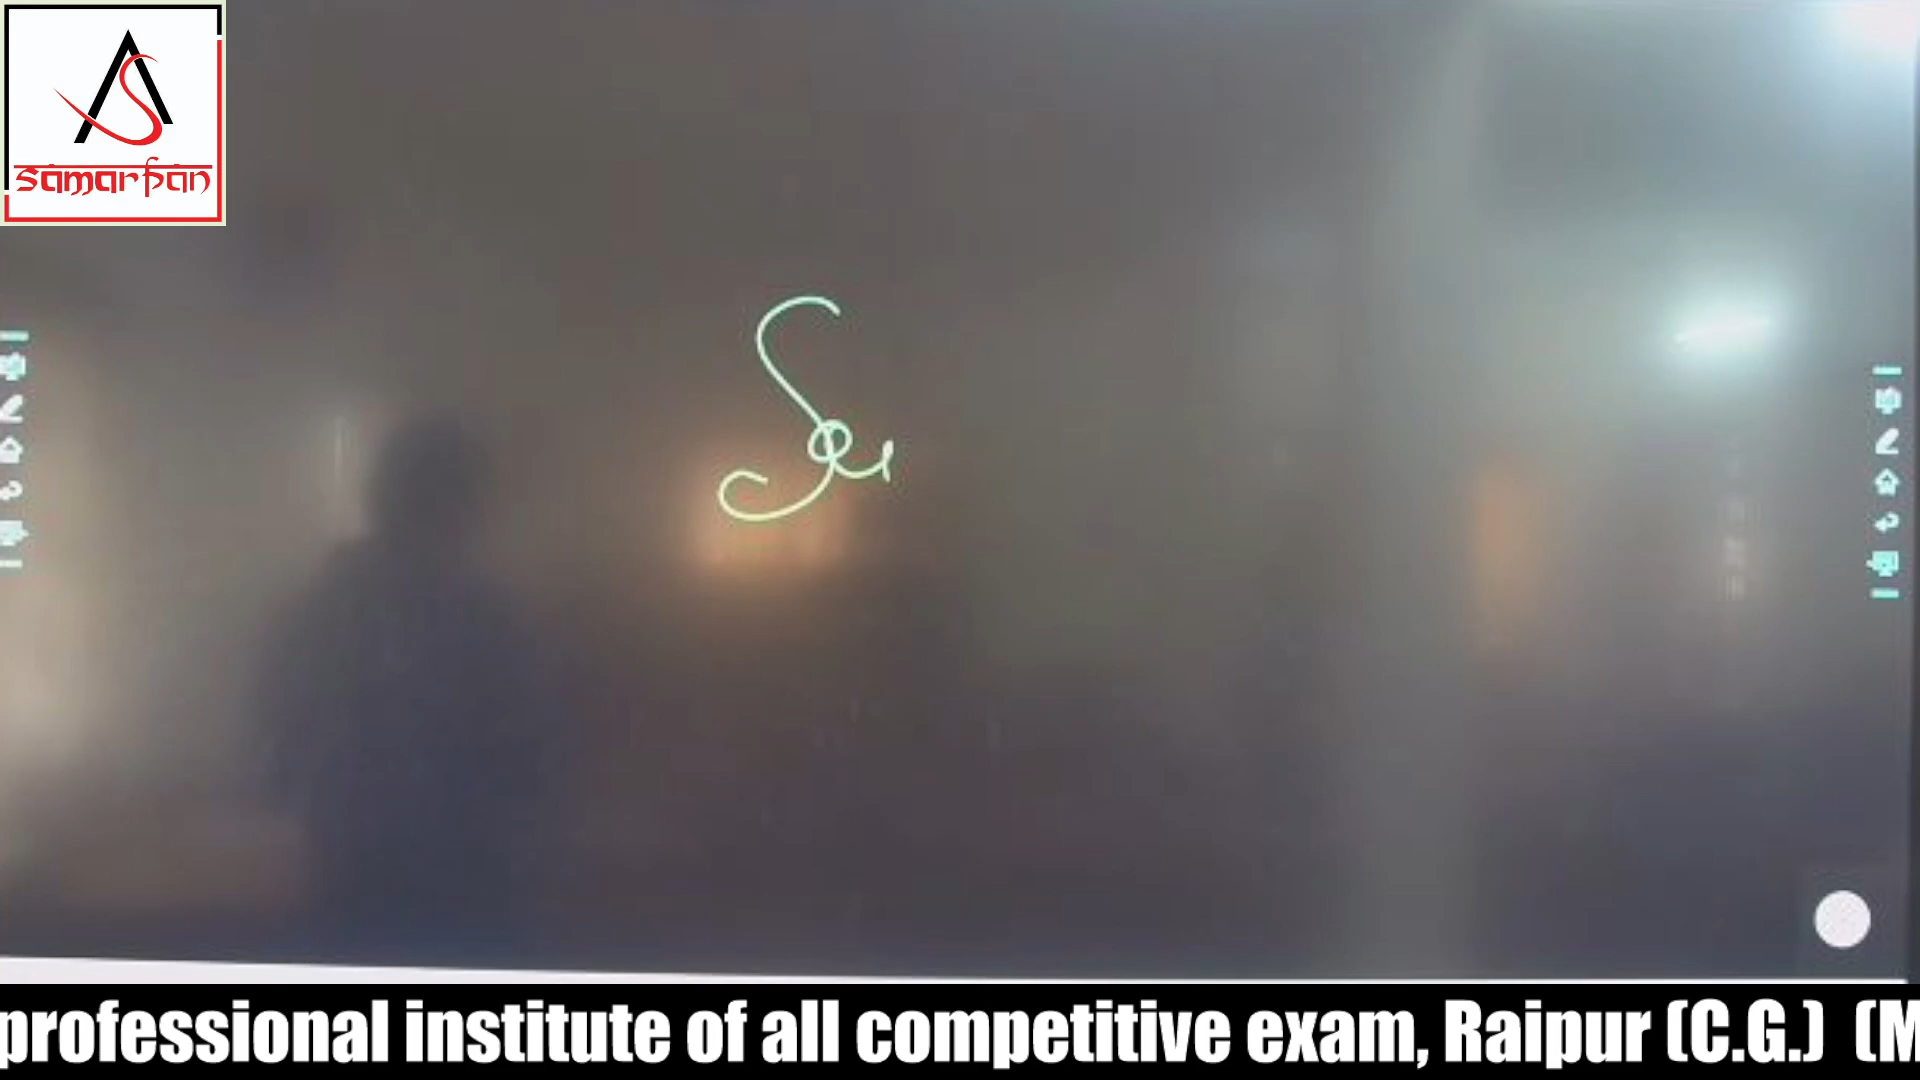 samarpan
professional institute of all competitive exam, Raipur (C.G.) (M